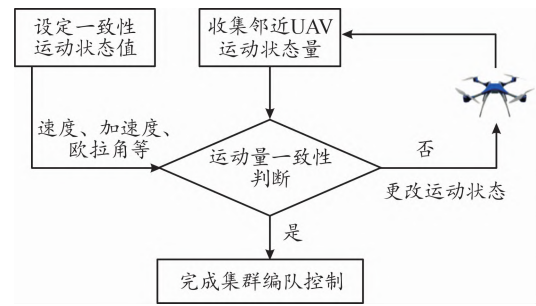 设定一致性
运动状态值
收集邻近UAV
运动状态量
速度、加速度、
欧拉角等
运动量一致性
判断
否
更改运动状态
是
完成集群编队控制